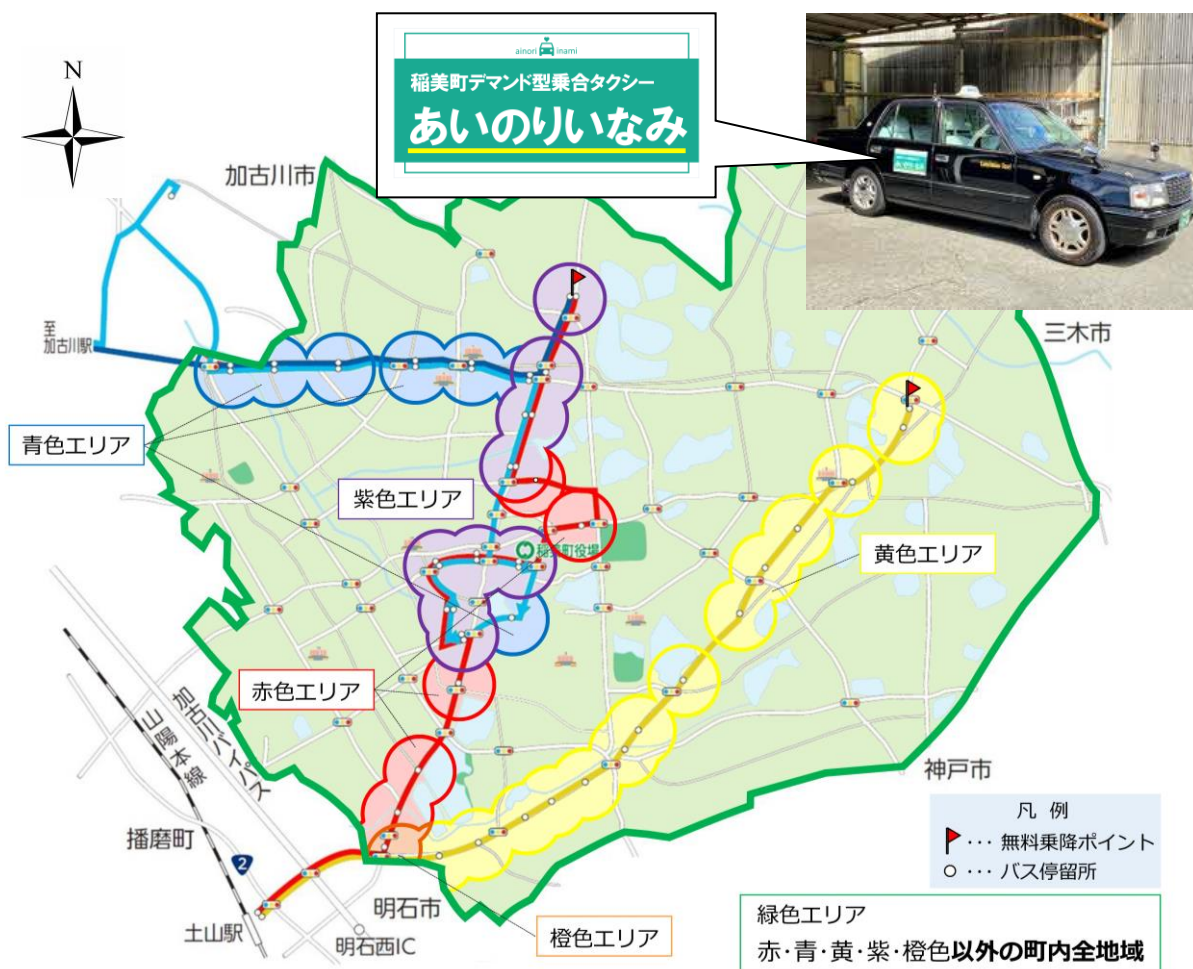 ainori inami
稲美町デマンド型乗合タクシー
あいのりいなみ
N
加古川市
至
加古川駅
三木市
青色エリア
紫色エリア
稲美町役場
黄色エリア
赤色エリア
加古川バイパス
山陽本線
神戸市
播磨町
2
凡 例
・・・ 無料乗降ポイント
・・・ バス停留所
明石市
土山駅
明石西IC
橙色エリア
緑色エリア
赤・青・黄・紫・橙色以外の町内全地域